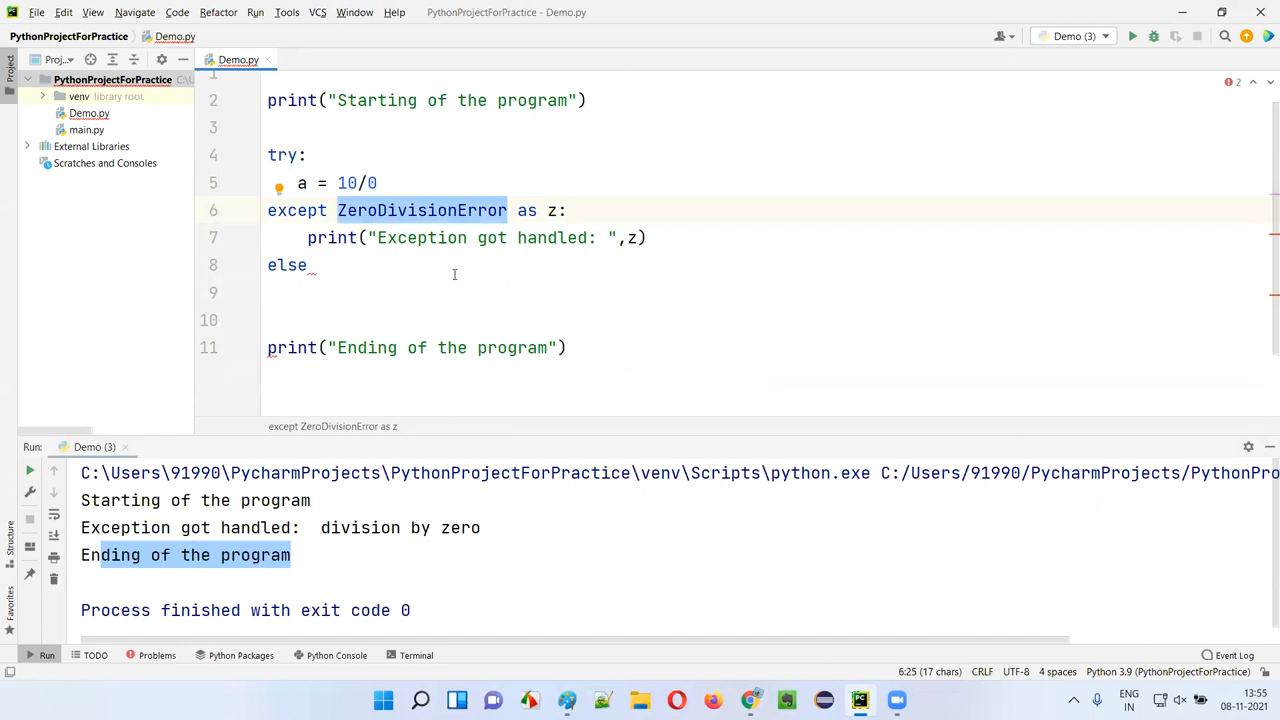 File Edit View Navigate Code Refactor Run Tools VCS Window Help PythonProjectForPractice - Demo.py
PythonProjectForPractice Demo.py Demo (3)
Proj... Demo.py
PythonProjectForPractice C:\U
venv library root
Demo.py
main.py
External Libraries
Scratches and Consoles
Project
2
1
2 print("Starting of the program")
3
4 try:
5 a = 10/0
6 except ZeroDivisionError as z:
7 print("Exception got handled: ",z)
8 else
9
10
11 print("Ending of the program")
except ZeroDivisionError as z
Run: Demo (3)
C:\Users\91990\PycharmProjects\PythonProjectForPractice\venv\Scripts\python.exe C:/Users/91990/PycharmProjects/PythonPro
Starting of the program
Exception got handled:  division by zero
Ending of the program
Process finished with exit code 0
Structure
Favorites
Run TODO Problems Python Packages Python Console Terminal Event Log
6:25 (17 chars) CRLF UTF-8 4 spaces Python 3.9 (PythonProjectForPractice)
ENG
IN
13:55
08-11-2021